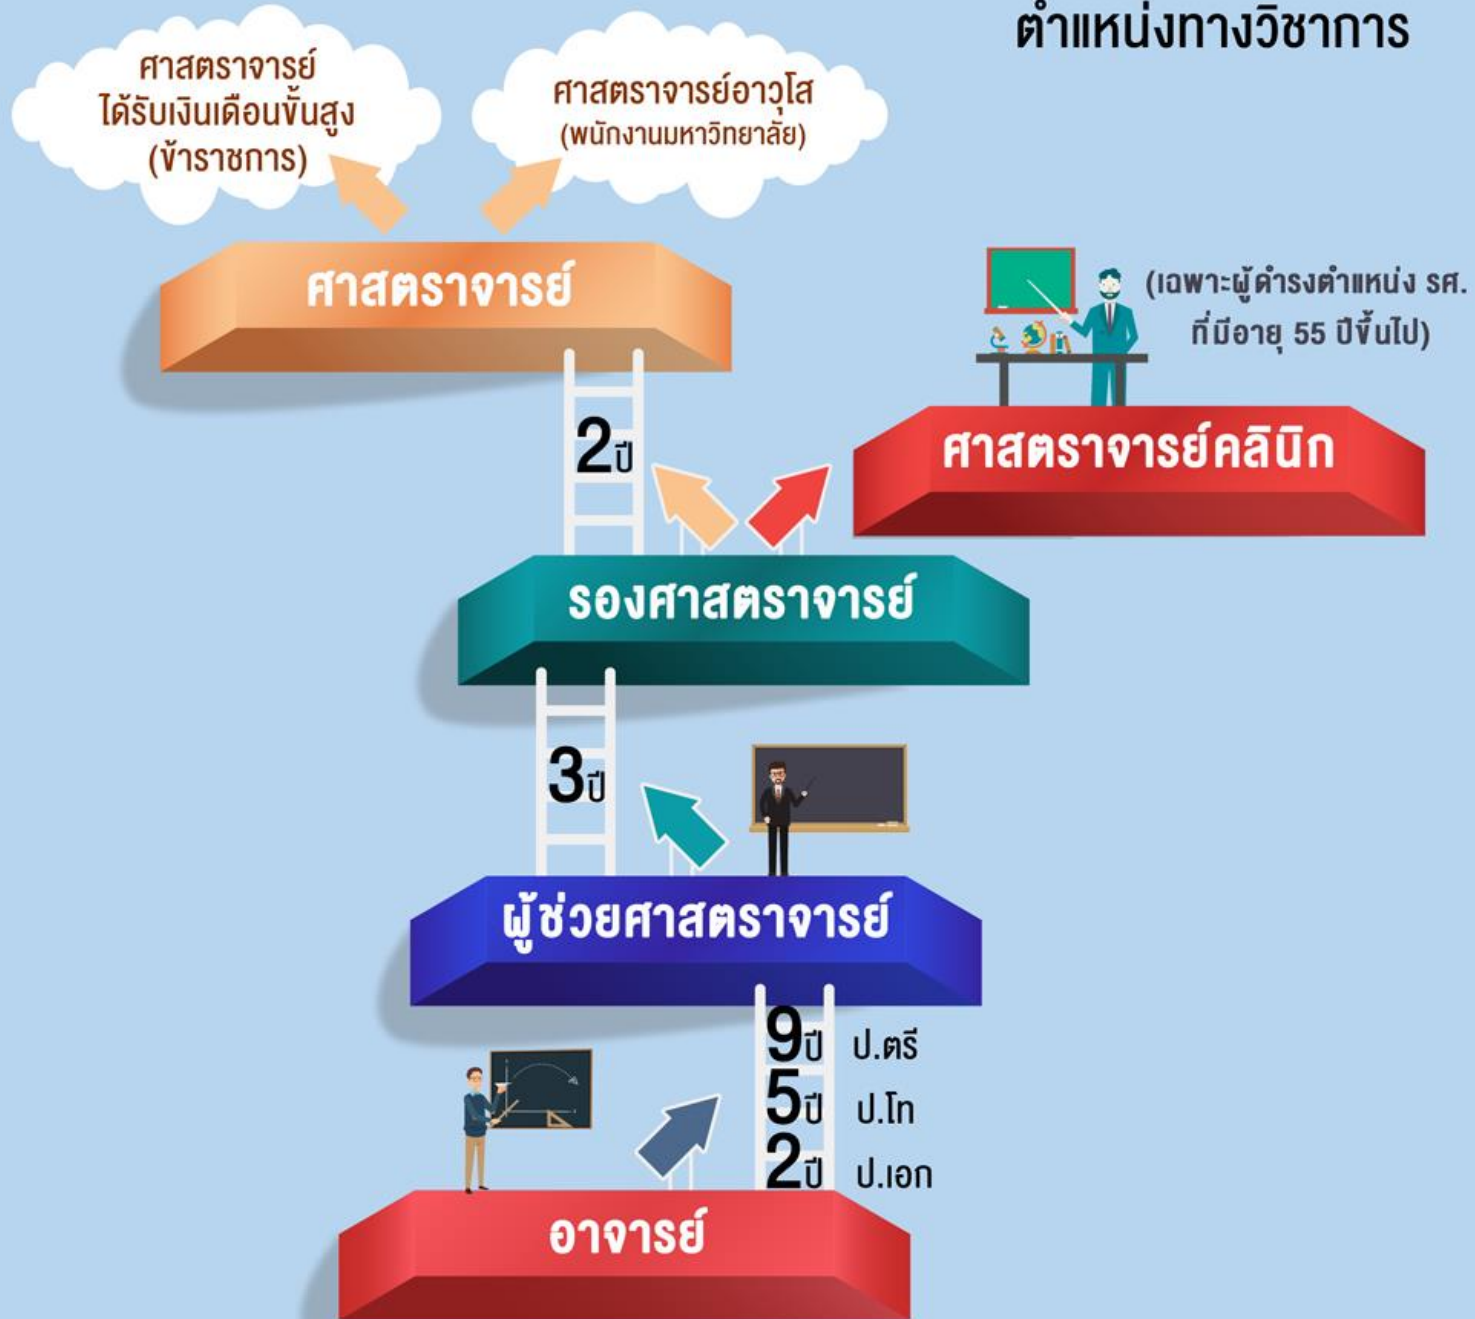 ตำแหน่งทางวิชาการ
ศาสตราจารย์
ได้รับเงินเดือนขั้นสูง
(ข้าราชการ)
ศาสตราจารย์อาวุโส
(พนักงานมหาวิทยาลัย)
ศาสตราจารย์
(เฉพาะผู้ดำรงตำแหน่ง รศ.
ที่มีอายุ 55 ปีขึ้นไป)
ศาสตราจารย์คลินิก
2ปี
รองศาสตราจารย์
3ปี
ผู้ช่วยศาสตราจารย์
9ปี ป.ตรี
5ปี ป.โท
2ปี ป.เอก
อาจารย์